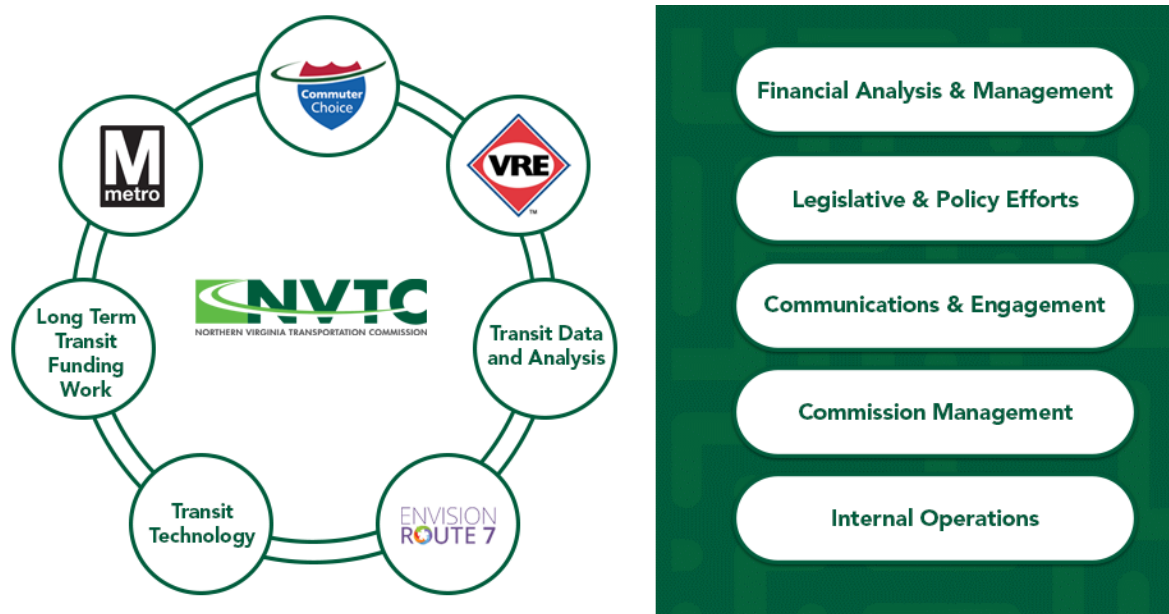 Commuter
Choice
M
metro
VRE
TM
NVTC
NORTHERN VIRGINIA TRANSPORTATION COMMISSION
Long Term
Transit
Funding
Work
Transit Data
and Analysis
Transit
Technology
ENVISION
ROUTE 7
Financial Analysis & Management
Legislative & Policy Efforts
Communications & Engagement
Commission Management
Internal Operations